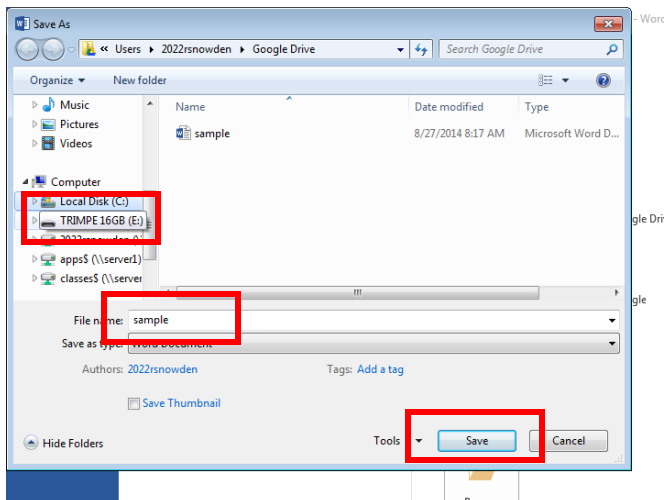 Save As
- Word
« Users ▸ 2022rsnowden ▸ Google Drive
Search Google Drive
Organize New folder
Music
Pictures
Videos
Computer
Local Disk (C:)
TRIMPE 16GB (E:)
apps$ (\\server1)
classes$ (\\server
Name Date modified Type
sample 8/27/2014 8:17 AM Microsoft Word D...
gle Dri
gle
File name: sample
Save as type: Word Document
Authors: 2022rsnowden Tags: Add a tag
Save Thumbnail
Hide Folders Tools Save Cancel